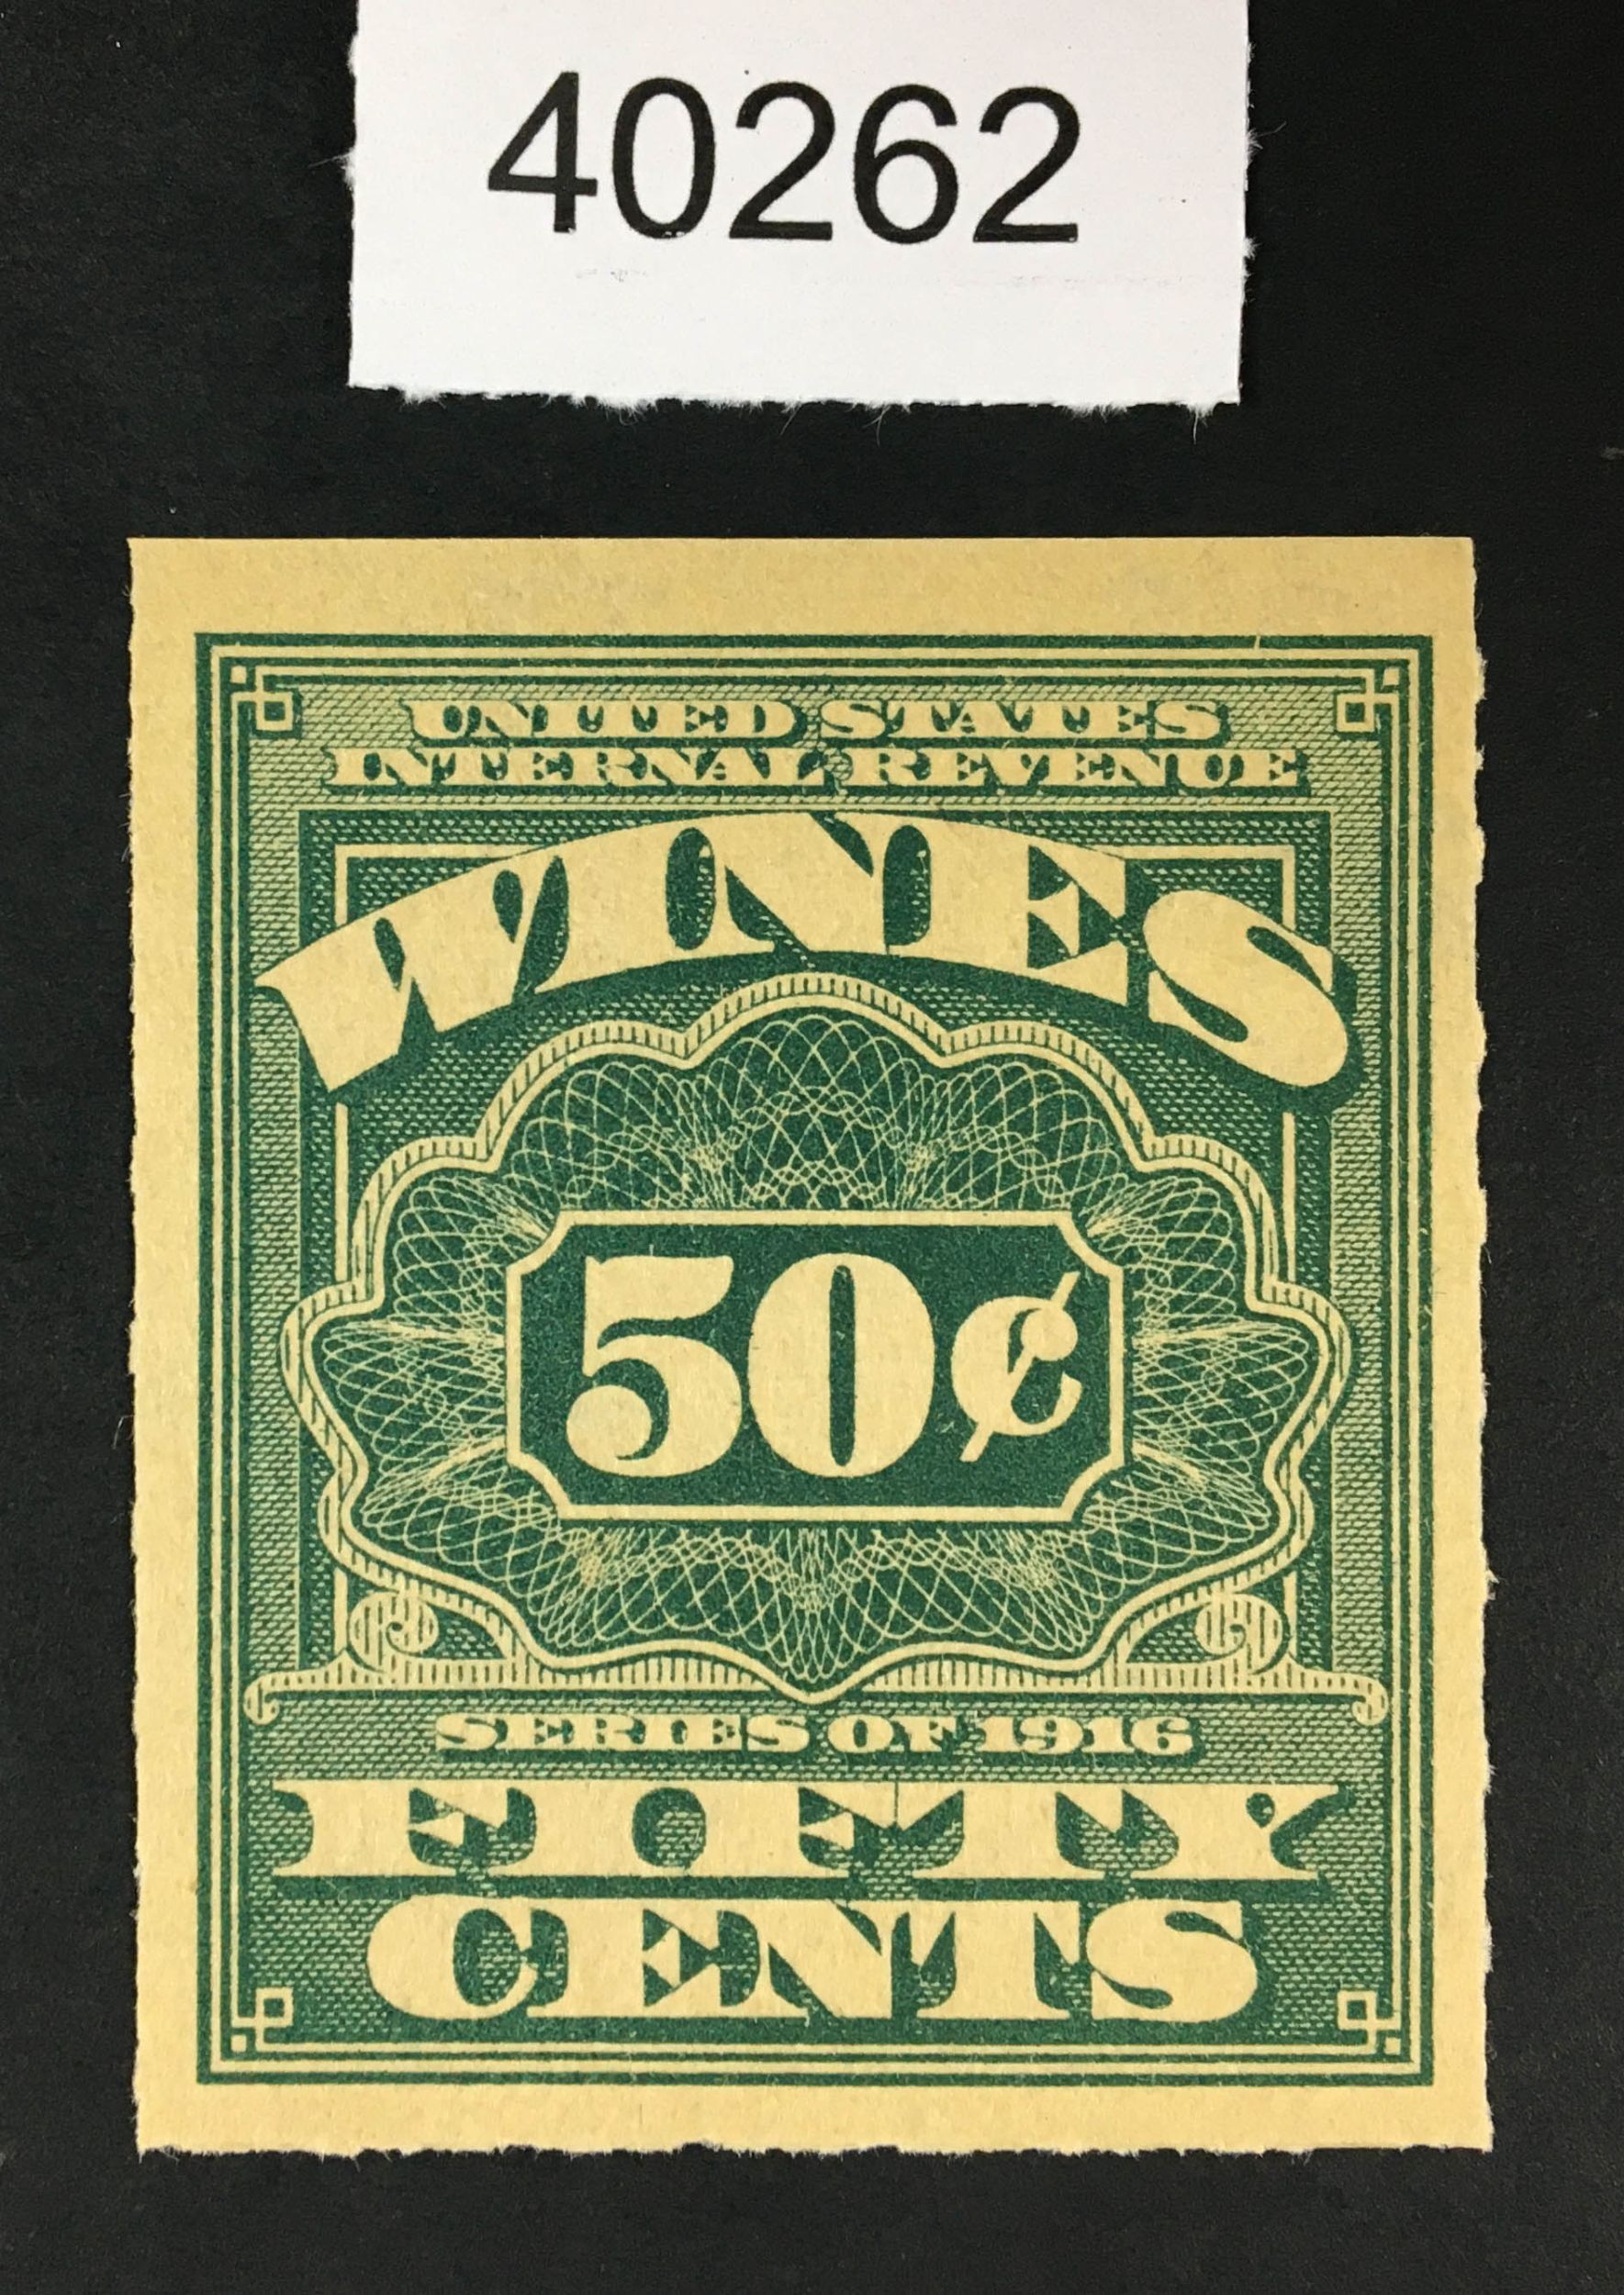 40262
UNITED STATES
INTERNAL REVENUE
WINES
50¢
SERIES OF 1916
FIFTY
CENTS